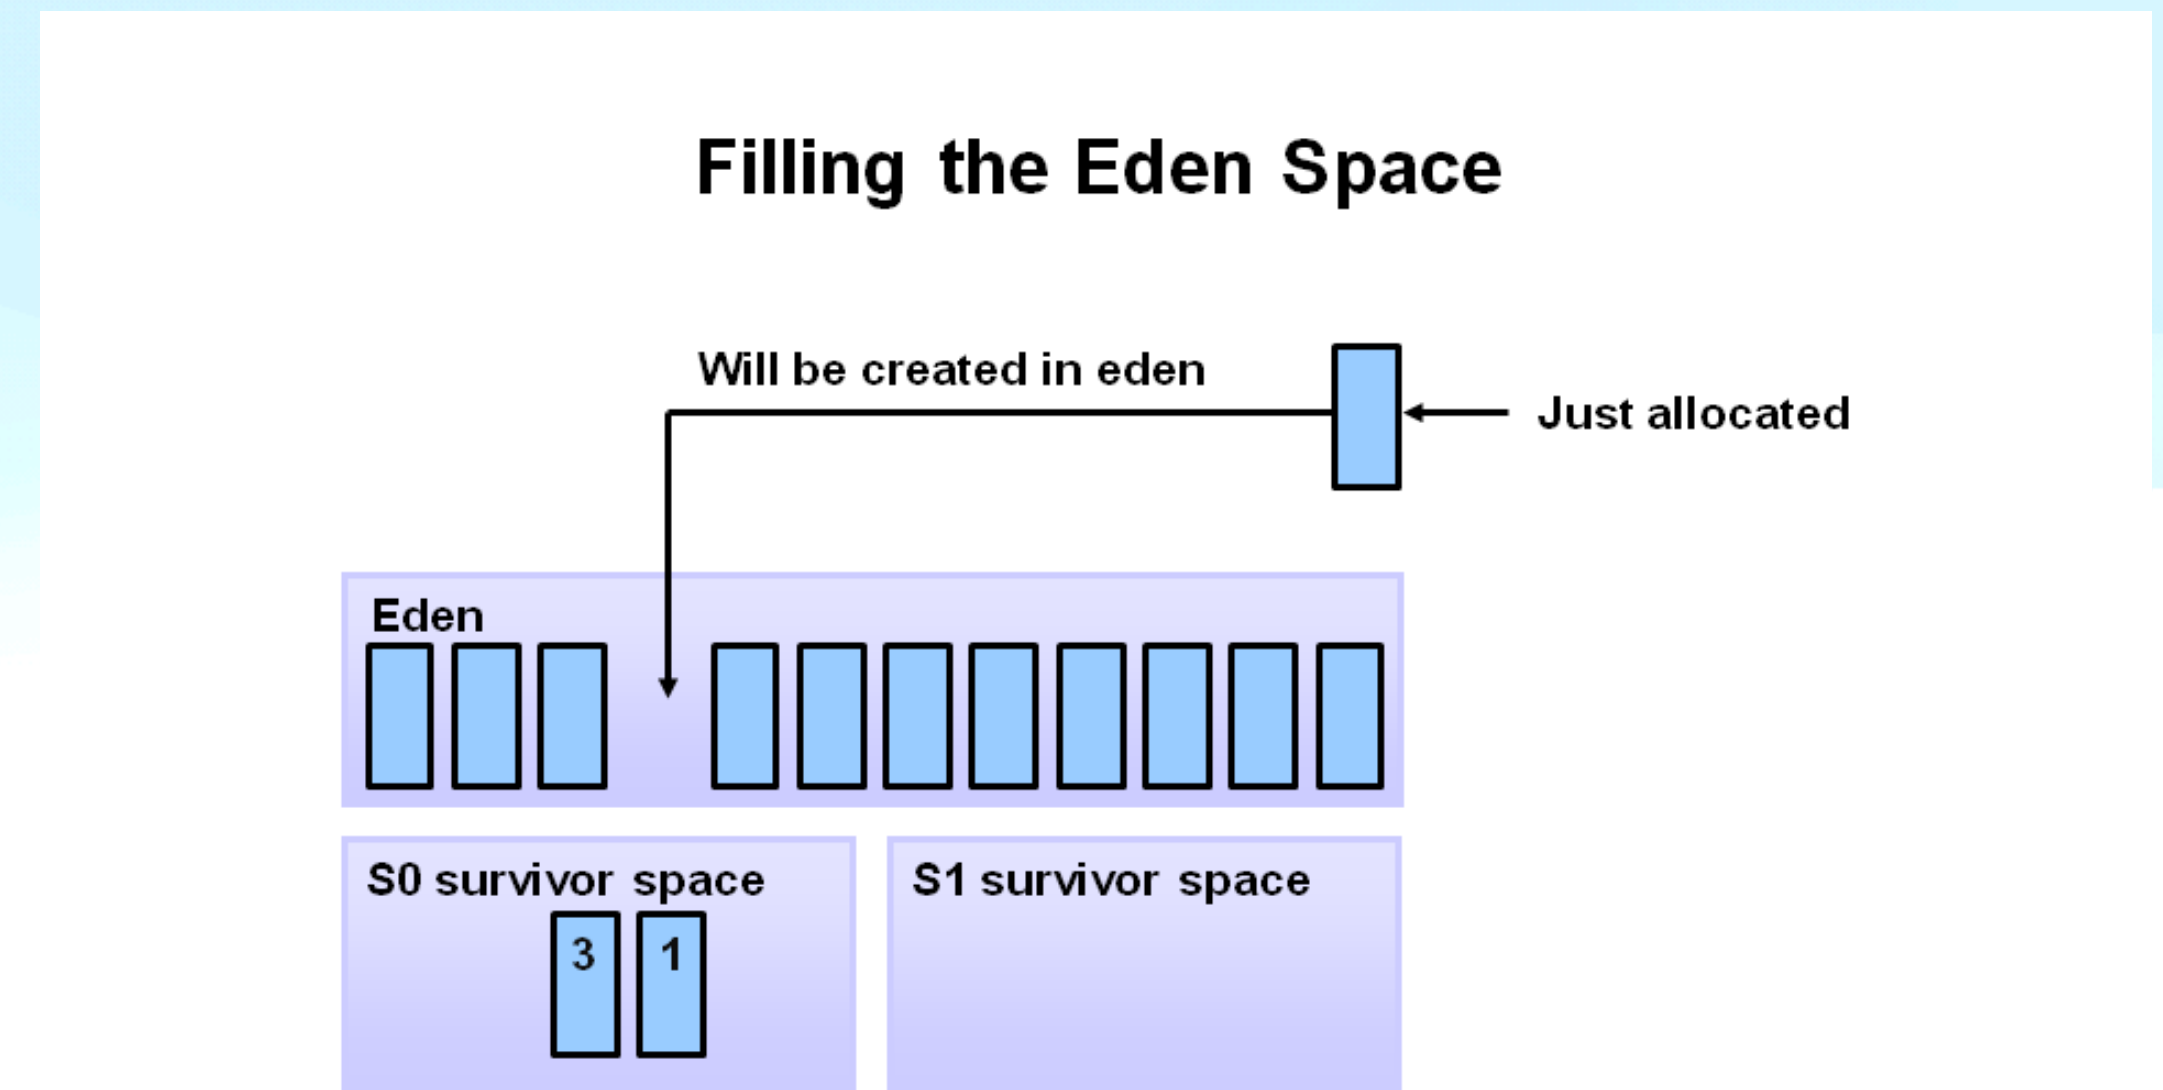 Filling the Eden Space
Will be created in eden
Just allocated
Eden
S0 survivor space
S1 survivor space
3 1